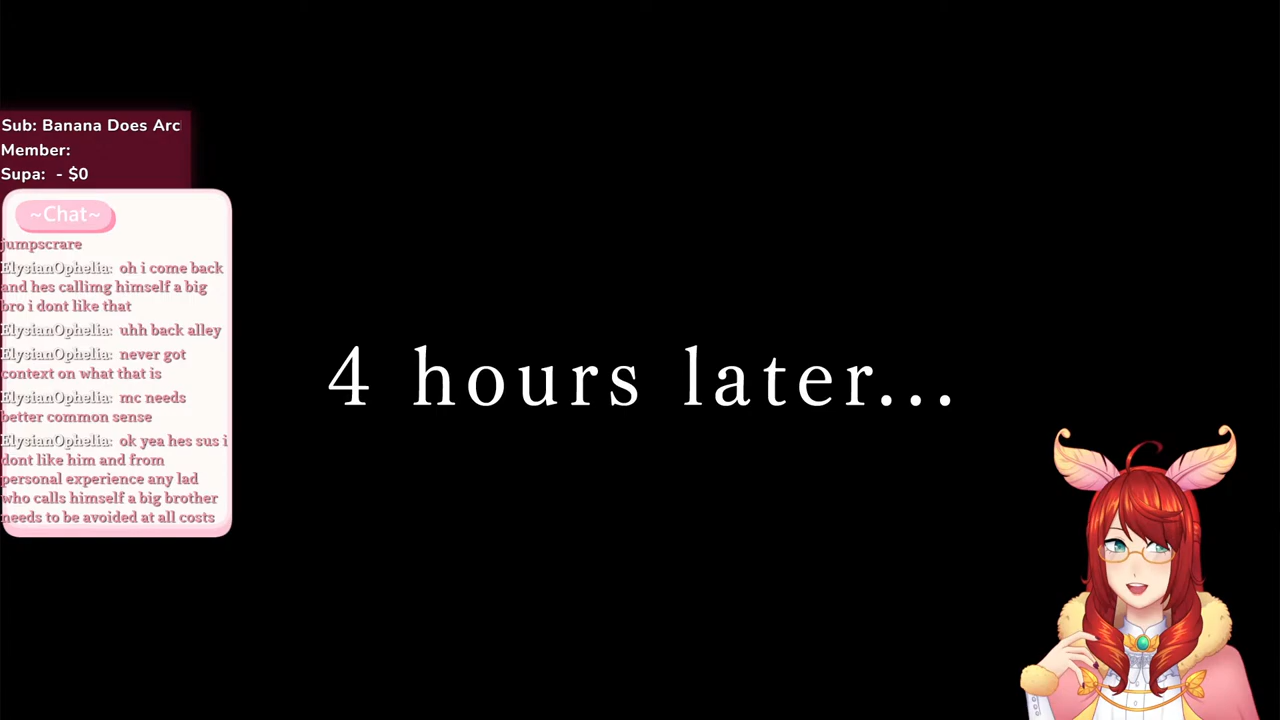 Sub: Banana Does Arc
Member:
Supa: - $0
~Chat~
jumpscrare
ElysianOphelia: oh i come back
and hes callimg himself a big
bro i dont like that
ElysianOphelia: uhh back alley
ElysianOphelia: never got
context on what that is
ElysianOphelia: mc needs
better common sense
ElysianOphelia: ok yea hes sus i
dont like him and from
personal experience any lad
who calls himself a big brother
needs to be avoided at all costs
4 hours later...